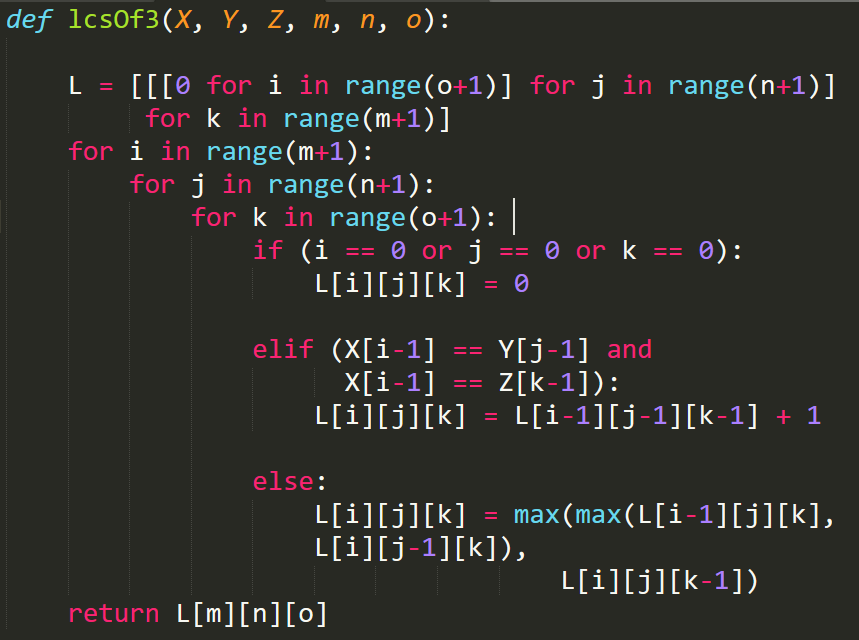 def lcsOf3(X, Y, Z, m, n, o):
L = [[[0 for i in range(o+1)] for j in range(n+1)]
for k in range(m+1)]
for i in range(m+1):
for j in range(n+1):
for k in range(o+1):
if (i == 0 or j == 0 or k == 0):
L[i][j][k] = 0
elif (X[i-1] == Y[j-1] and
X[i-1] == Z[k-1]):
L[i][j][k] = L[i-1][j-1][k-1] + 1
else:
L[i][j][k] = max(max(L[i-1][j][k],
L[i][j-1][k]),
L[i][j][k-1])
return L[m][n][o]